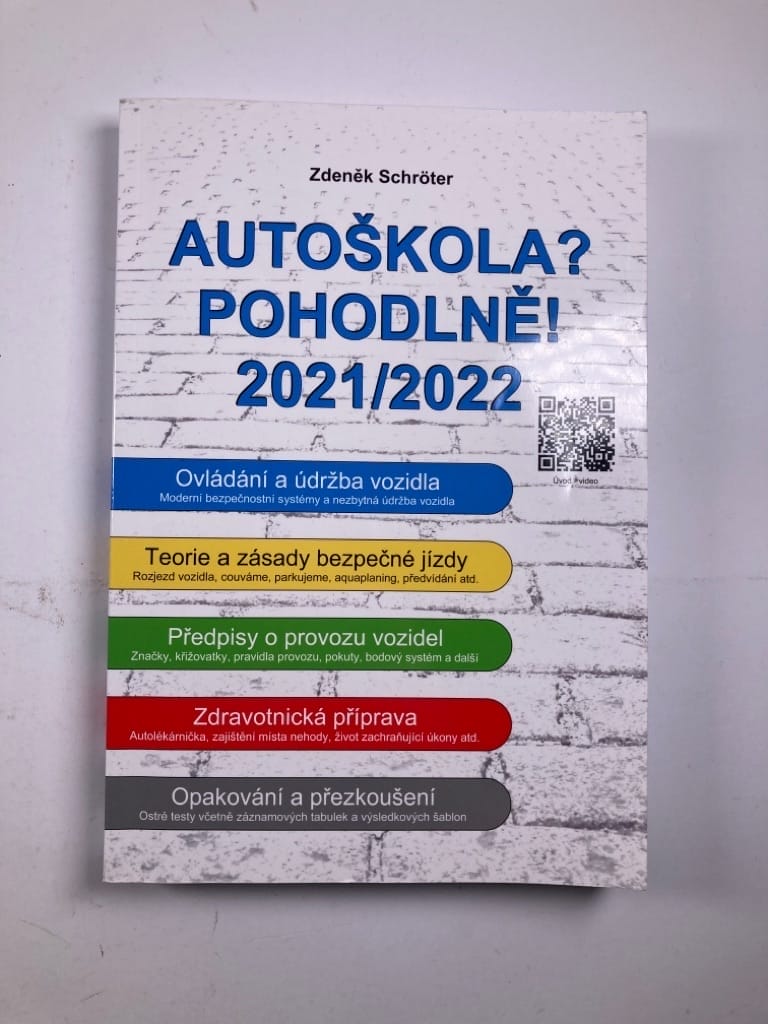 Zdeněk Schröter
AUTOŠKOLA?
POHODLNĚ!
2021/2022
Úvod +video
Ovládání a údržba vozidla
Moderní bezpečnostní systémy a nezbytná údržba vozidla
Teorie a zásady bezpečné jízdy
Rozjezd vozidla, couváme, parkujeme, aquaplaning, předvídání atd.
Předpisy o provozu vozidel
Značky, křižovatky, pravidla provozu, pokuty, bodový systém a další
Zdravotnická příprava
Autolékárnička, zajištění místa nehody, život zachraňující úkony atd.
Opakování a přezkoušení
Ostré testy včetně záznamových tabulek a výsledkových šablon